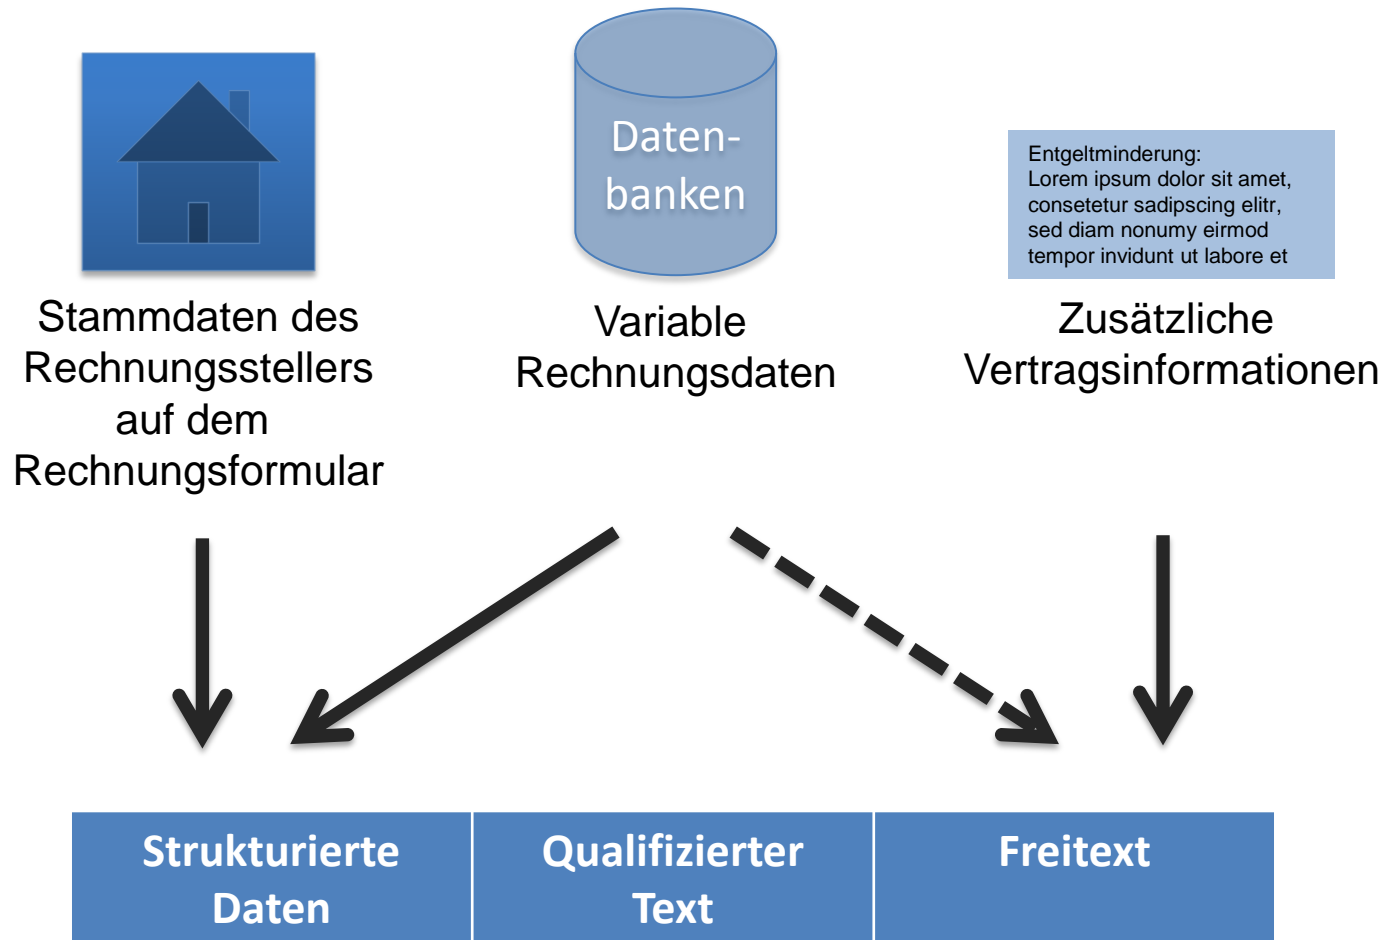 Daten-
banken
Entgeltminderung:
Lorem ipsum dolor sit amet,
consetetur sadipscing elitr,
sed diam nonumy eirmod
tempor invidunt ut labore et
Stammdaten des
Rechnungsstellers
auf dem
Rechnungsformular
Variable
Rechnungsdaten
Zusätzliche
Vertragsinformationen
Strukturierte
Daten
Qualifizierter
Text
Freitext